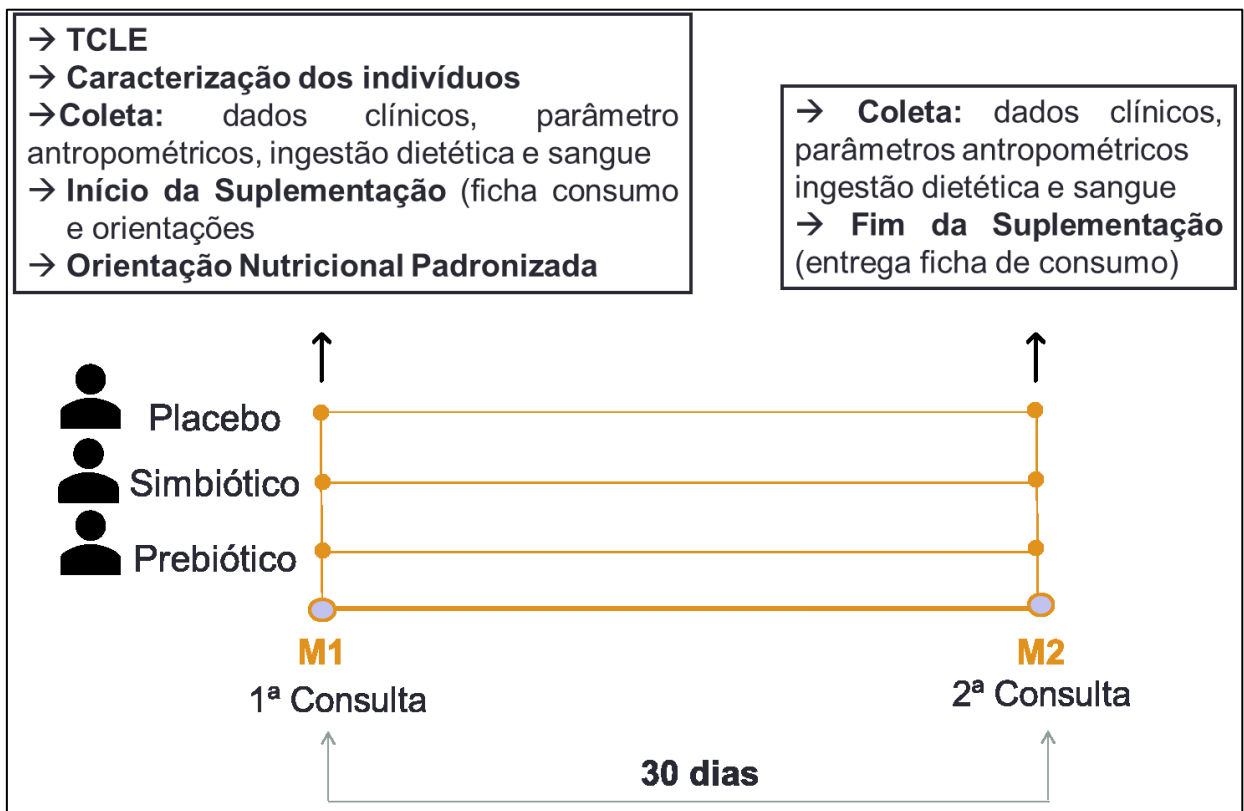 → TCLE
→ Caracterização dos indivíduos
→Coleta: dados clínicos, parâmetro
antropométricos, ingestão dietética e sangue
→ Início da Suplementação (ficha consumo
e orientações
→ Orientação Nutricional Padronizada
→ Coleta: dados clínicos,
parâmetros antropométricos
ingestão dietética e sangue
→ Fim da Suplementação
(entrega ficha de consumo)
Placebo
Simbiótico
Prebiótico
M1
1ª Consulta
M2
2ª Consulta
30 dias